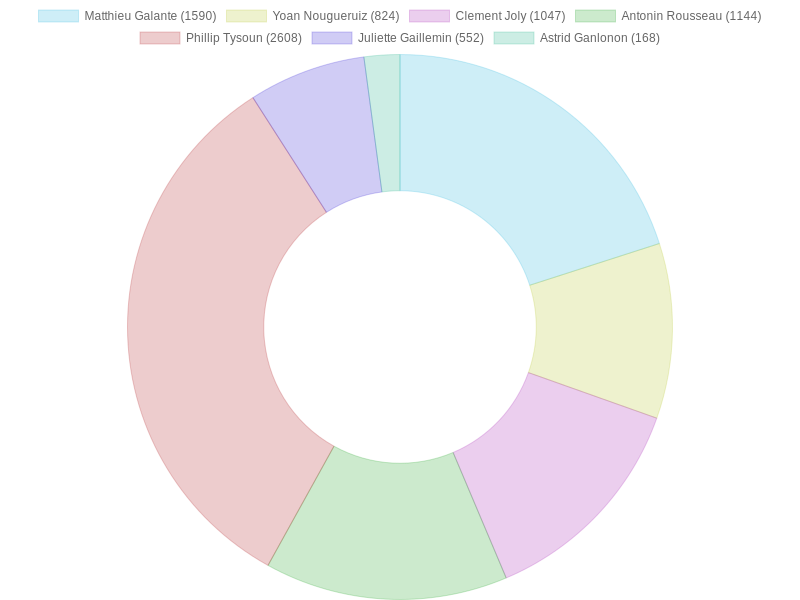 Matthieu Galante (1590) Yoan Nougueruiz (824) Clement Joly (1047) Antonin Rousseau (1144)
Phillip Tysoun (2608) Juliette Gaillemin (552) Astrid Ganlonon (168)